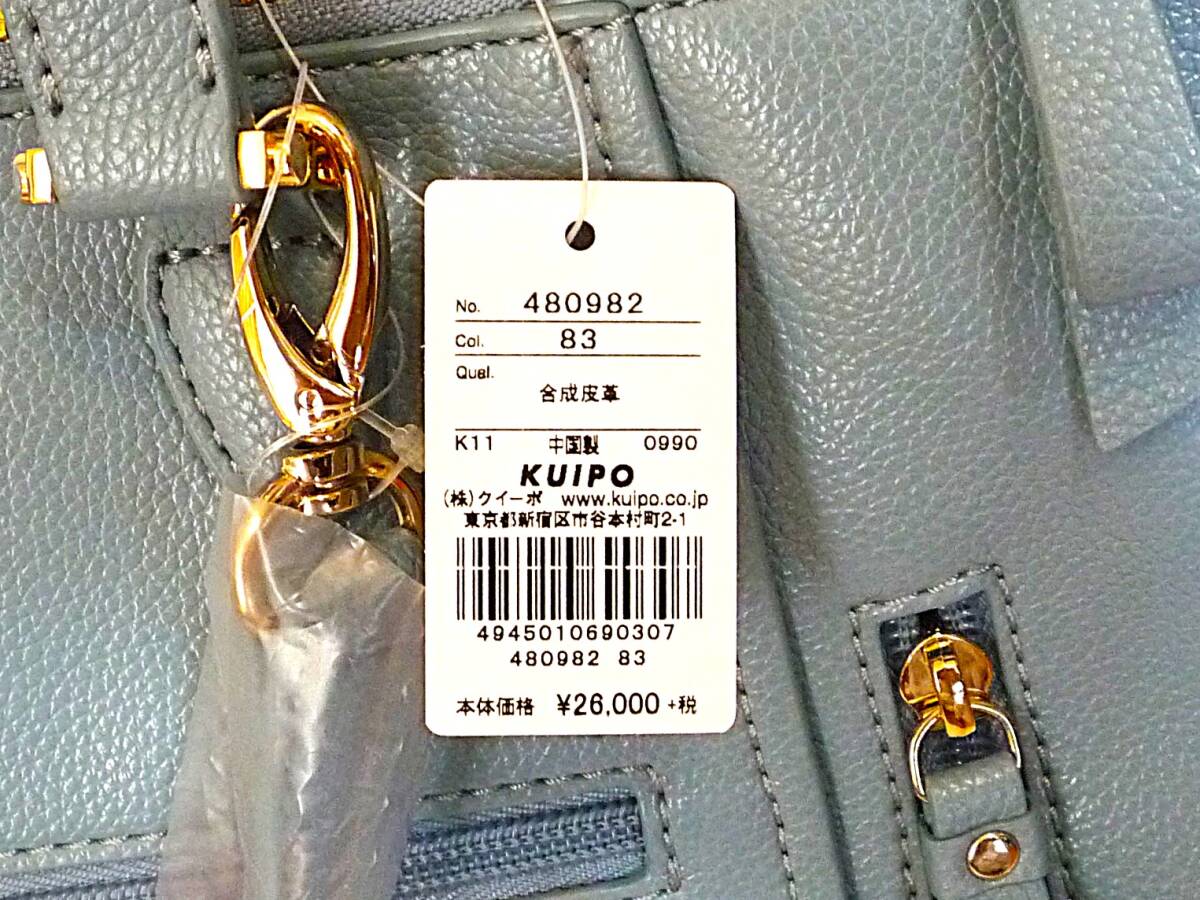 No. 480982
Col. 83
Qual.
合成皮革
K11 中国製 0990
KUIPO
(株)クイーポ www.kuipo.co.jp
東京都新宿区市谷本村町2-1
4945010690307
480982 83
本体価格 ¥26,000 +税